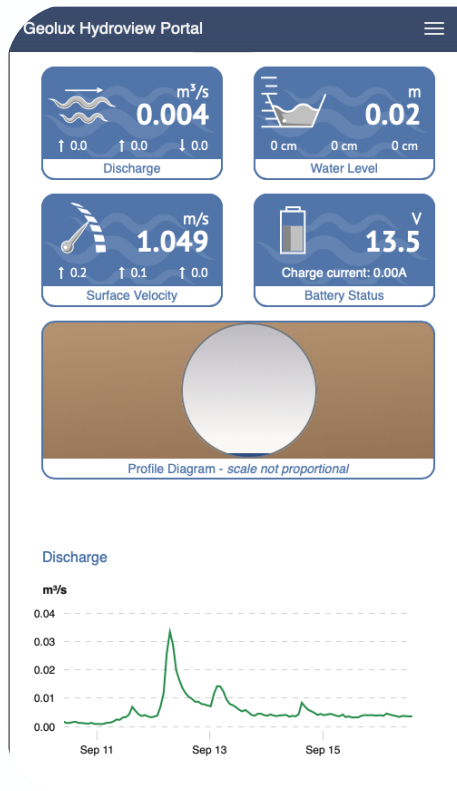 Geolux Hydroview Portal
m³/s
0.004
↑ 0.0 ↑ 0.0 ↓ 0.0
Discharge
m
0.02
0 cm 0 cm 0 cm
Water Level
m/s
1.049
↑ 0.2 ↑ 0.1 ↑ 0.0
Surface Velocity
V
13.5
Charge current: 0.00A
Battery Status
Profile Diagram - scale not proportional
Discharge
m³/s
0.04
0.03
0.02
0.01
0.00
Sep 11 Sep 13 Sep 15